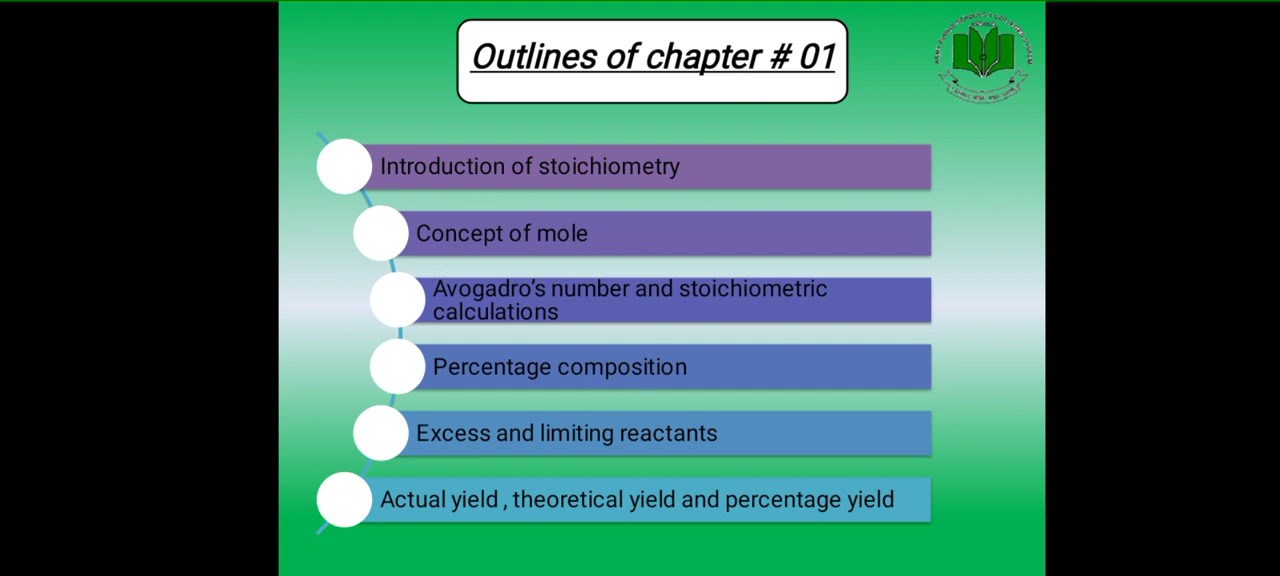 Outlines of chapter # 01
Introduction of stoichiometry
Concept of mole
Avogadro’s number and stoichiometric
calculations
Percentage composition
Excess and limiting reactants
Actual yield , theoretical yield and percentage yield